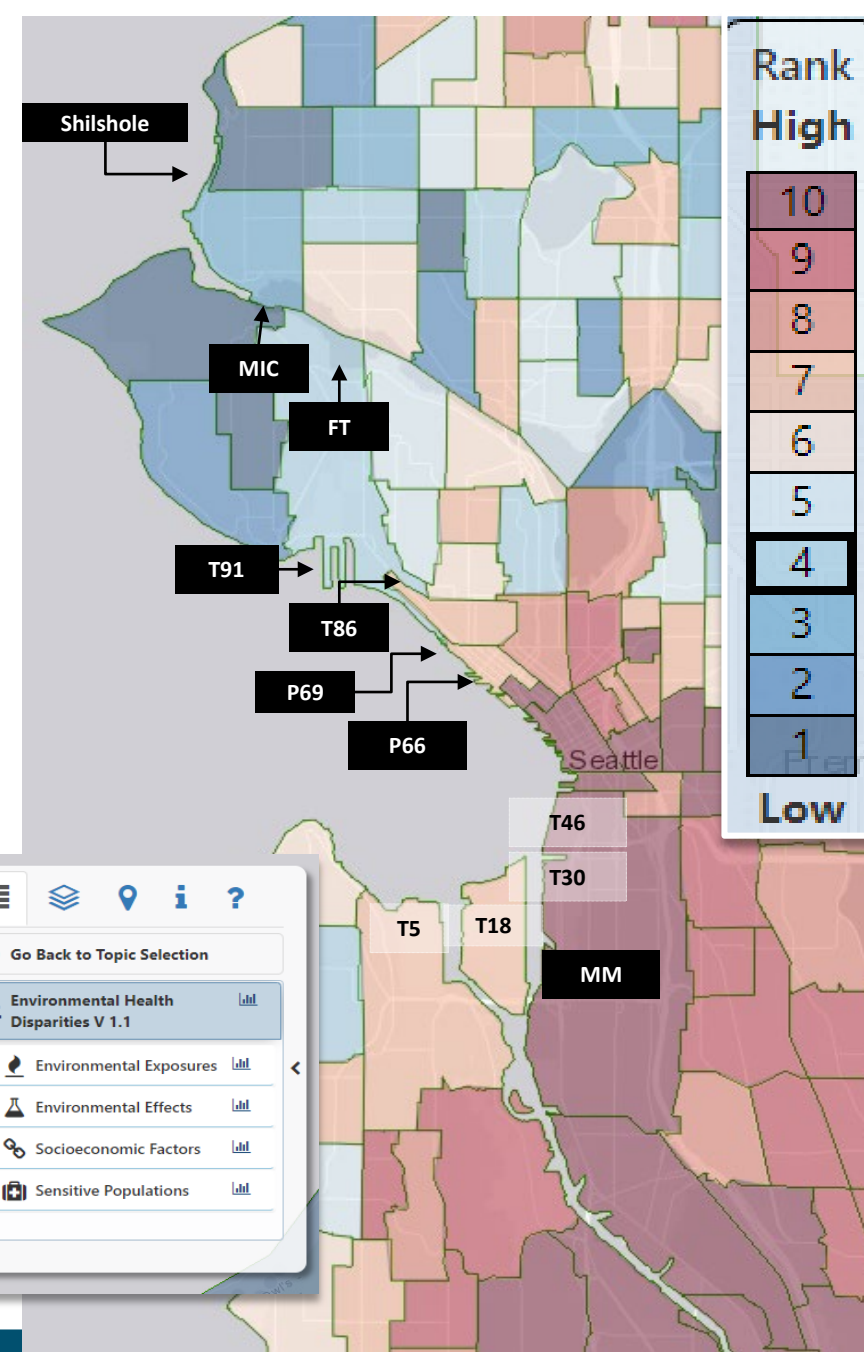 Rank
High
10
9
8
7
6
5
4
3
2
1
Low
Shilshole
MIC
FT
T91
T86
P69
P66
Seattle
T46
T30
T5
T18
MM
?
Go Back to Topic Selection
Environmental Health
Disparities V 1.1
Environmental Exposures
Environmental Effects
Socioeconomic Factors
Sensitive Populations